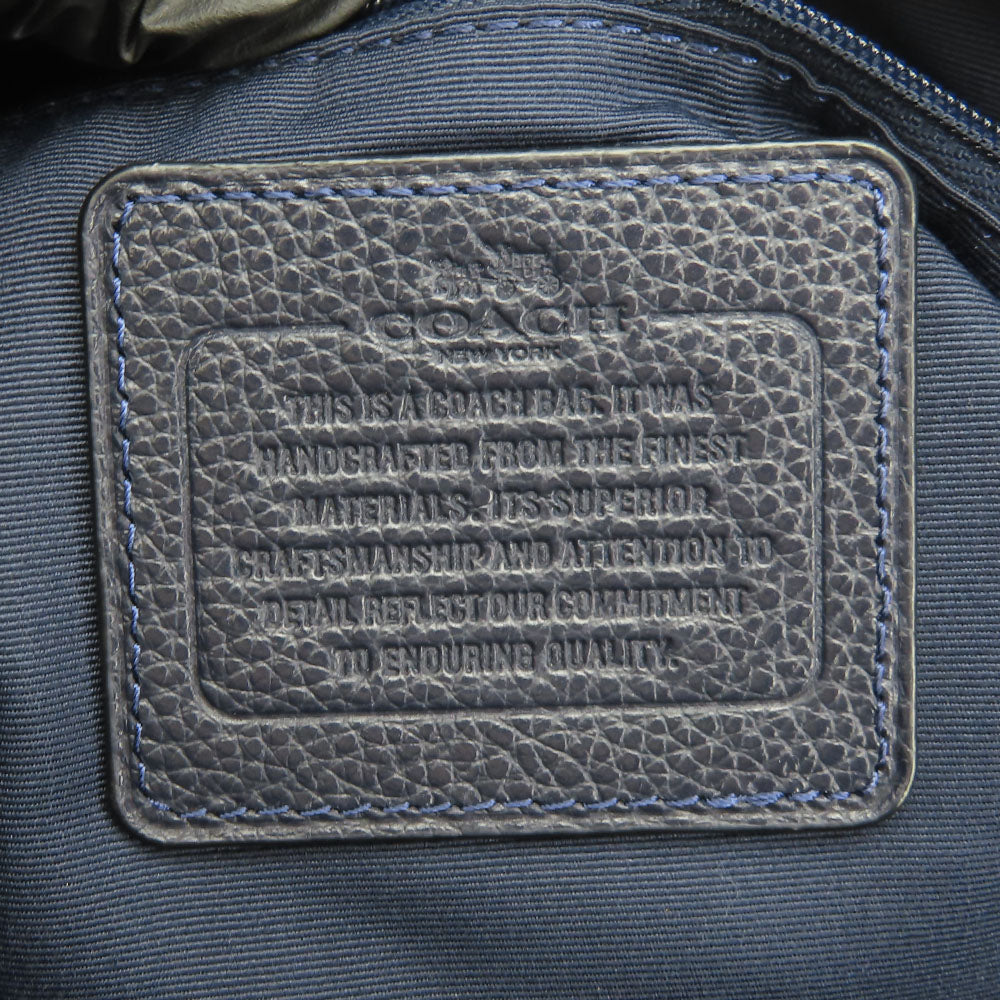 COACH
NEW YORK
THIS IS A COACH BAG. IT WAS
HANDCRAFTED FROM THE FINEST
MATERIALS. ITS SUPERIOR
CRAFTSMANSHIP AND ATTENTION TO
DETAIL REFLECT OUR COMMITMENT
TO ENDURING QUALITY.